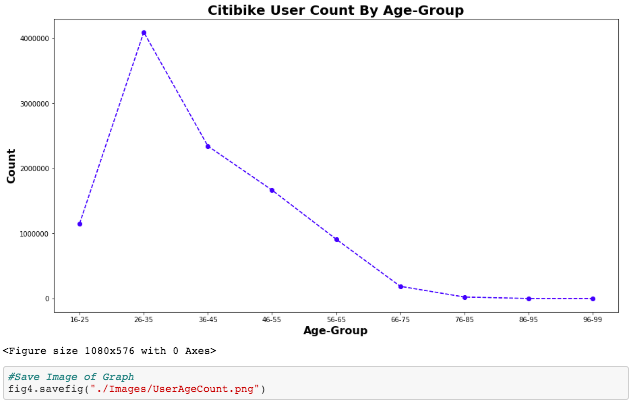 Citibike User Count By Age-Group
Count
4000000
3000000
2000000
1000000
0
16-25 26-35 36-45 46-55 56-65 66-75 76-85 86-95 96-99
Age-Group
<Figure size 1080x576 with 0 Axes>
#Save Image of Graph
fig4.savefig("./Images/UserAgeCount.png")